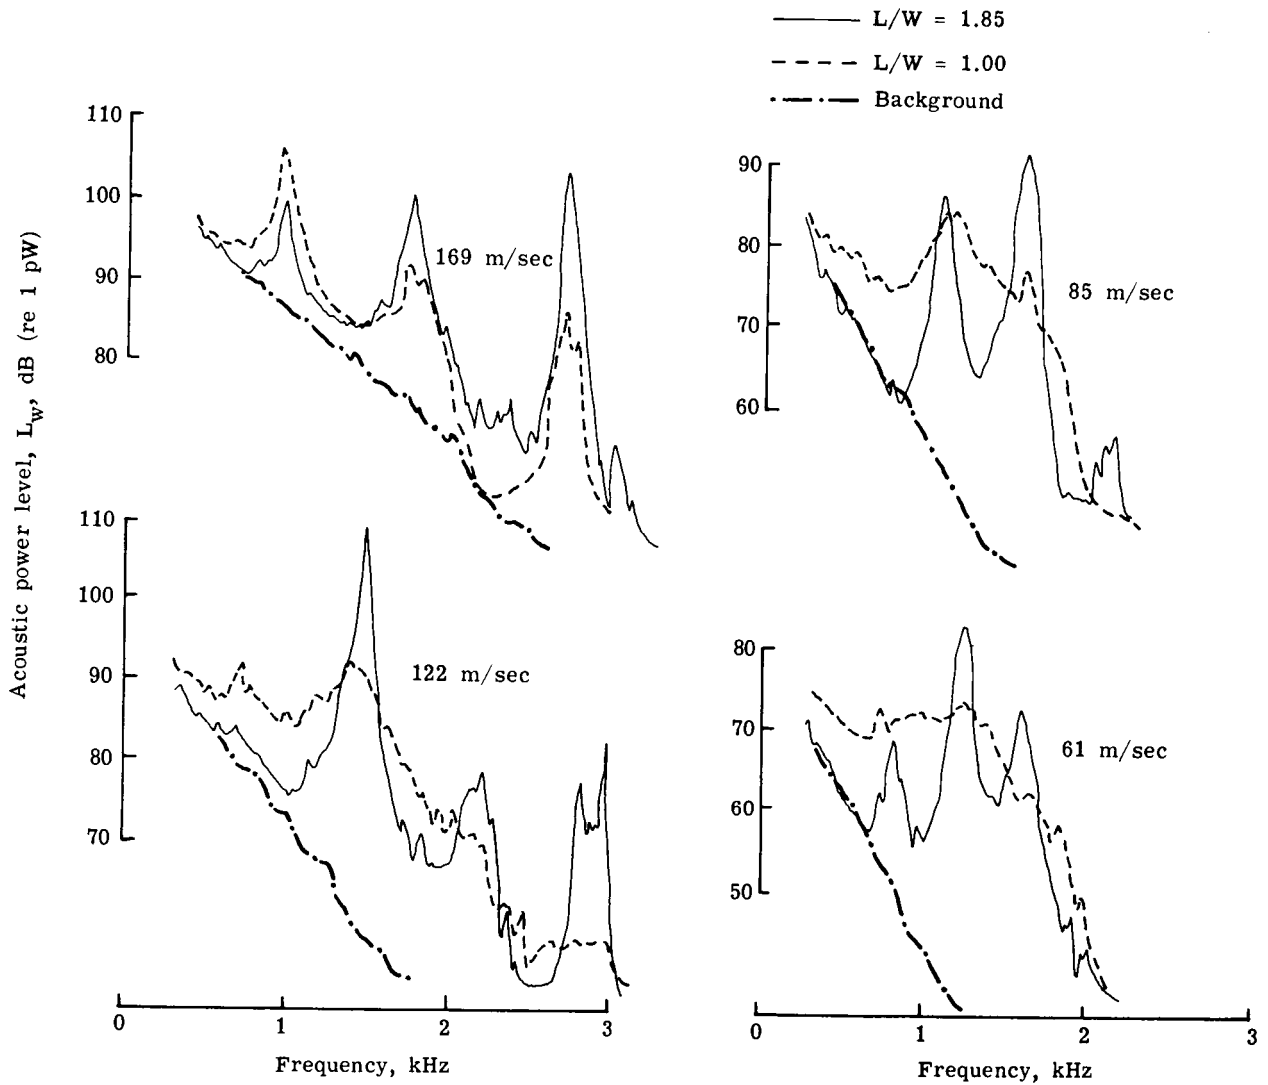 L/W = 1.85
L/W = 1.00
Background
Acoustic power level, L_W, dB (re 1 pW)
110
100
90
80
169 m/sec
90
80
70
60
85 m/sec
110
100
90
80
70
122 m/sec
80
70
60
50
61 m/sec
0
1
2
3
Frequency, kHz
0
1
2
3
Frequency, kHz